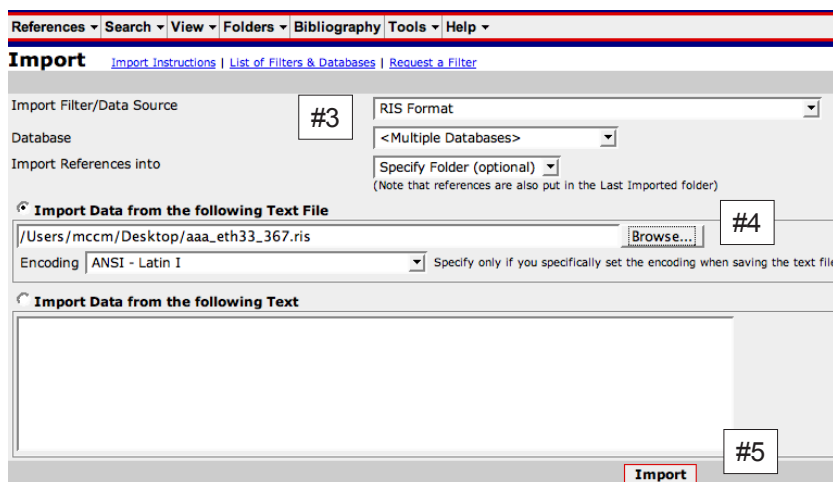 References Search View Folders Bibliography Tools Help
Import Import Instructions | List of Filters & Databases | Request a Filter
Import Filter/Data Source #3 RIS Format
Database <Multiple Databases>
Import References into Specify Folder (optional)
(Note that references are also put in the Last Imported folder)
Import Data from the following Text File #4
/Users/mccm/Desktop/aaa_eth33_367.ris Browse...
Encoding ANSI - Latin I Specify only if you specifically set the encoding when saving the text file
Import Data from the following Text
#5
Import